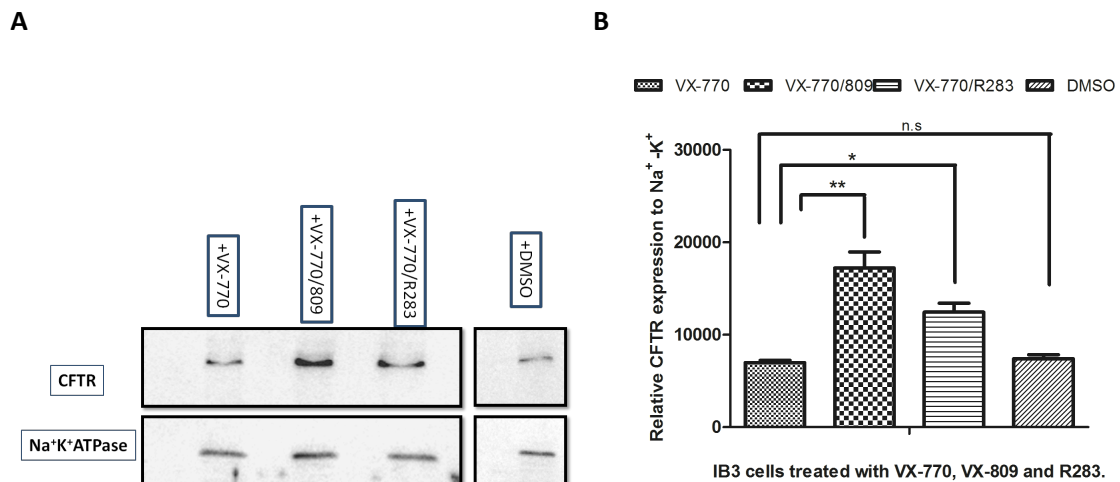 A
B
VX-770 VX-770/809 VX-770/R283 DMSO
n.s
*
**
Relative CFTR expression to Na⁺-K⁺
30000
20000
10000
0
+VX-770
+VX-770/809
+VX-770/R283
+DMSO
CFTR
Na⁺K⁺ATPase
IB3 cells treated with VX-770, VX-809 and R283.